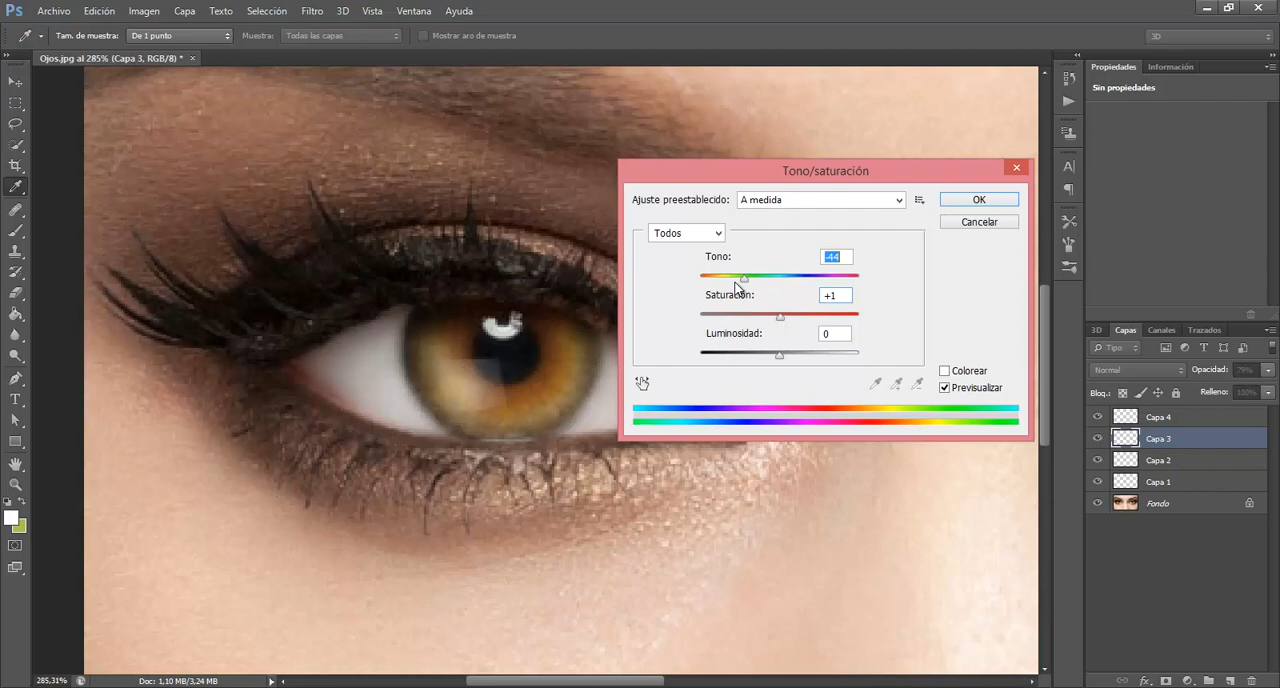 Ps Archivo Edición Imagen Capa Texto Selección Filtro 3D Vista Ventana Ayuda
Tam. de muestra: De 1 punto Muestra: Todas las capas Mostrar aro de muestra 3D
Ojos.jpg al 285% (Capa 3, RGB/8) * ×
Propiedades Información
Sin propiedades
Tono/saturación
Ajuste preestablecido: A medida OK
Cancelar
Todos
Tono: -44
Saturación: +1
Luminosidad: 0
Colorear
Previsualizar
3D Capas Canales Trazados
Tipo
Normal Opacidad: 79%
Bloq.: Relleno: 100%
Capa 4
Capa 3
Capa 2
Capa 1
Fondo
285,31% Doc: 1,10 MB/3,24 MB